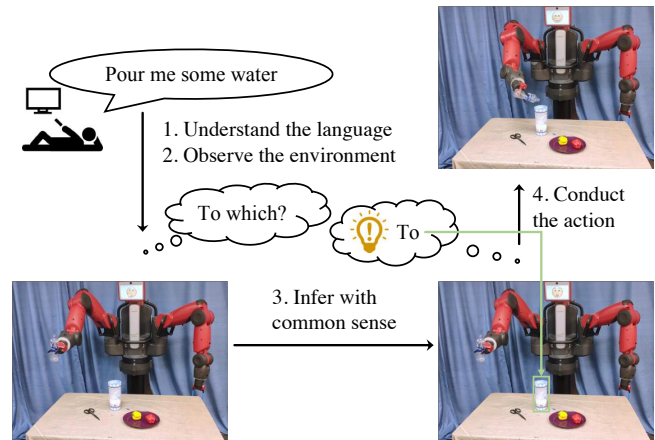 Pour me some water
1. Understand the language
2. Observe the environment
To which?
To
4. Conduct
the action
3. Infer with
common sense